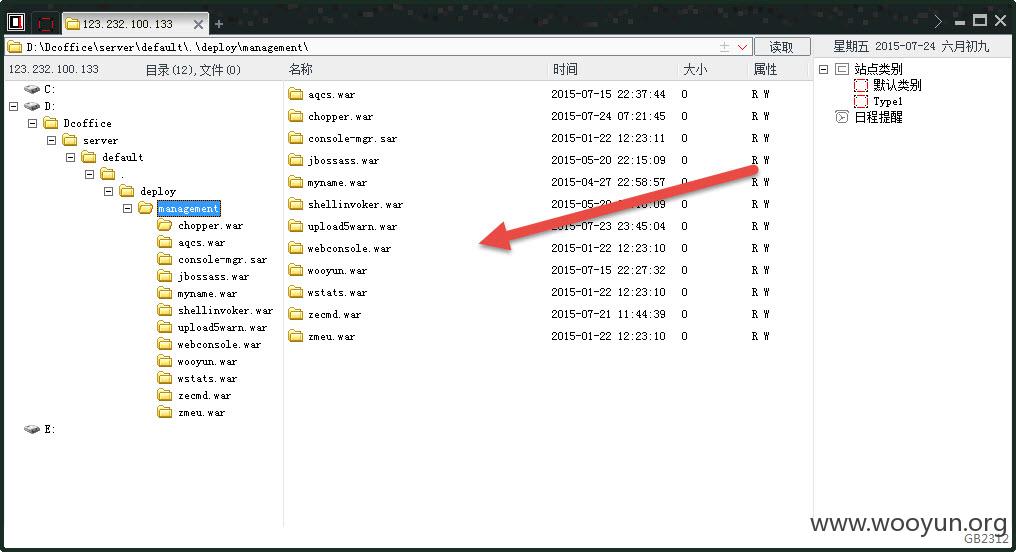 123.232.100.133
D:\Dcoffice\server\default\.\deploy\management\ 读取 星期五 2015-07-24 六月初九
123.232.100.133 目录(12),文件(0) 名称 时间 大小 属性 站点类别
默认类别
Type1
日程提醒
C:
D:
Dcoffice
server
default
.
deploy
management
chopper.war
aqcs.war
console-mgr.sar
jbossass.war
myname.war
shellinvoker.war
upload5warn.war
webconsole.war
wooyun.war
wstats.war
zecmd.war
zmeu.war
E:
aqcs.war 2015-07-15 22:37:44 0 R W
chopper.war 2015-07-24 07:21:45 0 R W
console-mgr.sar 2015-01-22 12:23:11 0 R W
jbossass.war 2015-05-20 22:15:09 0 R W
myname.war 2015-04-27 22:58:57 0 R W
shellinvoker.war 0 R W
upload5warn.war 2015-07-23 23:45:04 0 R W
webconsole.war 2015-01-22 12:23:10 0 R W
wooyun.war 2015-07-15 22:27:32 0 R W
wstats.war 2015-01-22 12:23:10 0 R W
zecmd.war 2015-07-21 11:44:39 0 R W
zmeu.war 2015-01-22 12:23:10 0 R W
www.wooyun.org
GB2312